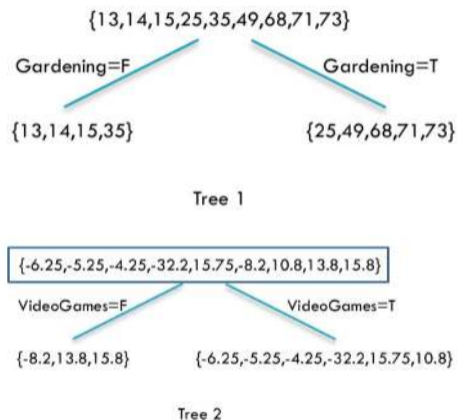 {13,14,15,25,35,49,68,71,73}
Gardening=F Gardening=T
{13,14,15,35} {25,49,68,71,73}
Tree 1
{-6.25,-5.25,-4.25,-32.2,15.75,-8.2,10.8,13.8,15.8}
VideoGames=F VideoGames=T
{-8.2,13.8,15.8} {-6.25,-5.25,-4.25,-32.2,15.75,10.8}
Tree 2